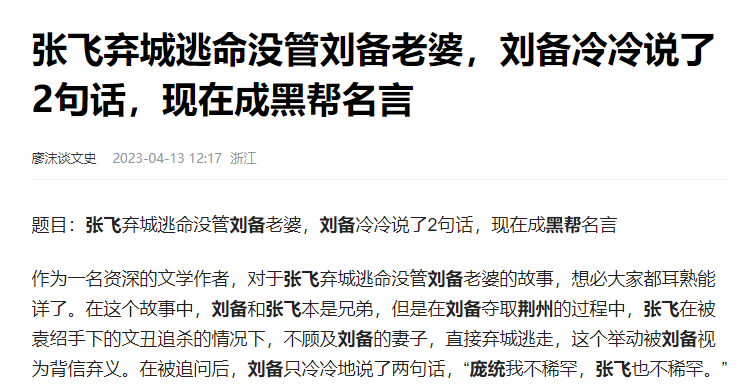 张飞弃城逃命没管刘备老婆，刘备冷冷说了
2句话，现在成黑帮名言
廖沫谈文史 2023-04-13 12:17 浙江
题目：张飞弃城逃命没管刘备老婆，刘备冷冷说了2句话，现在成黑帮名言
作为一名资深的文学作者，对于张飞弃城逃命没管刘备老婆的故事，想必大家都耳熟能
详了。在这个故事中，刘备和张飞本是兄弟，但是在刘备夺取荆州的过程中，张飞在被
袁绍手下的文丑追杀的情况下，不顾及刘备的妻子，直接弃城逃走，这个举动被刘备视
为背信弃义。在被追问后，刘备只冷冷地说了两句话，“庞统我不稀罕，张飞也不稀罕。”